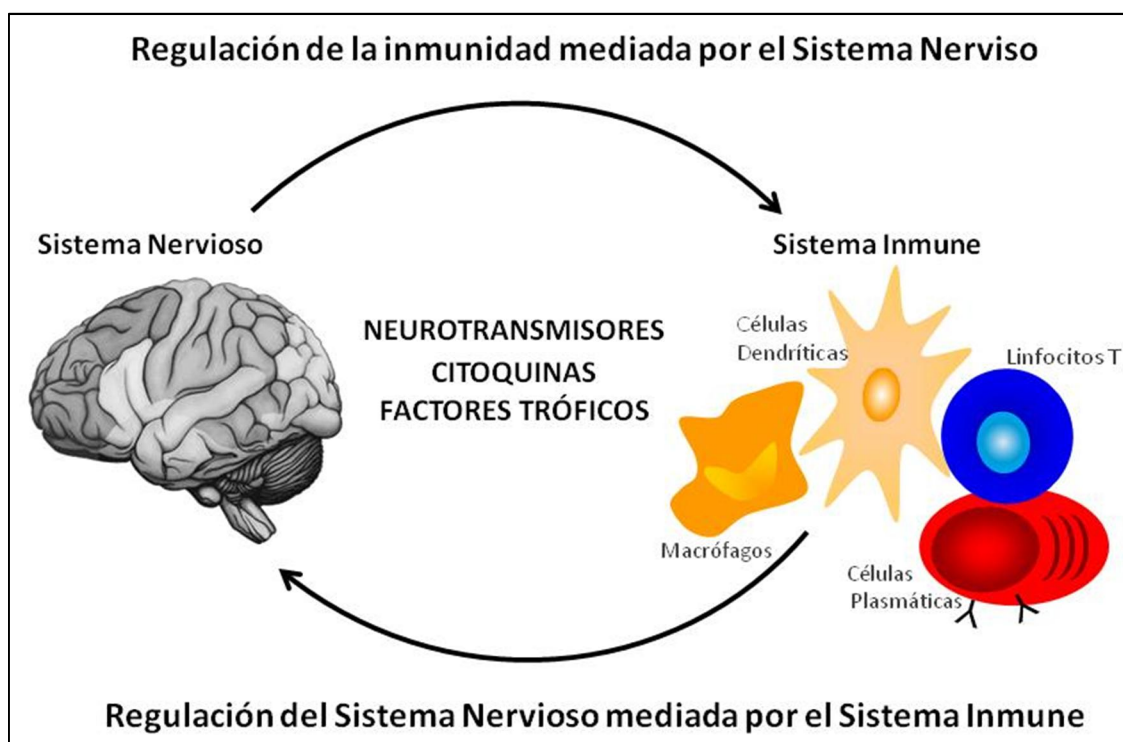 Regulación de la inmunidad mediada por el Sistema Nerviso
Sistema Nervioso
Sistema Inmune
NEUROTRANSMISORES
CITOQUINAS
FACTORES TRÓFICOS
Células
Dendríticas
Linfocitos T
Macrófagos
Células
Plasmáticas
Regulación del Sistema Nervioso mediada por el Sistema Inmune